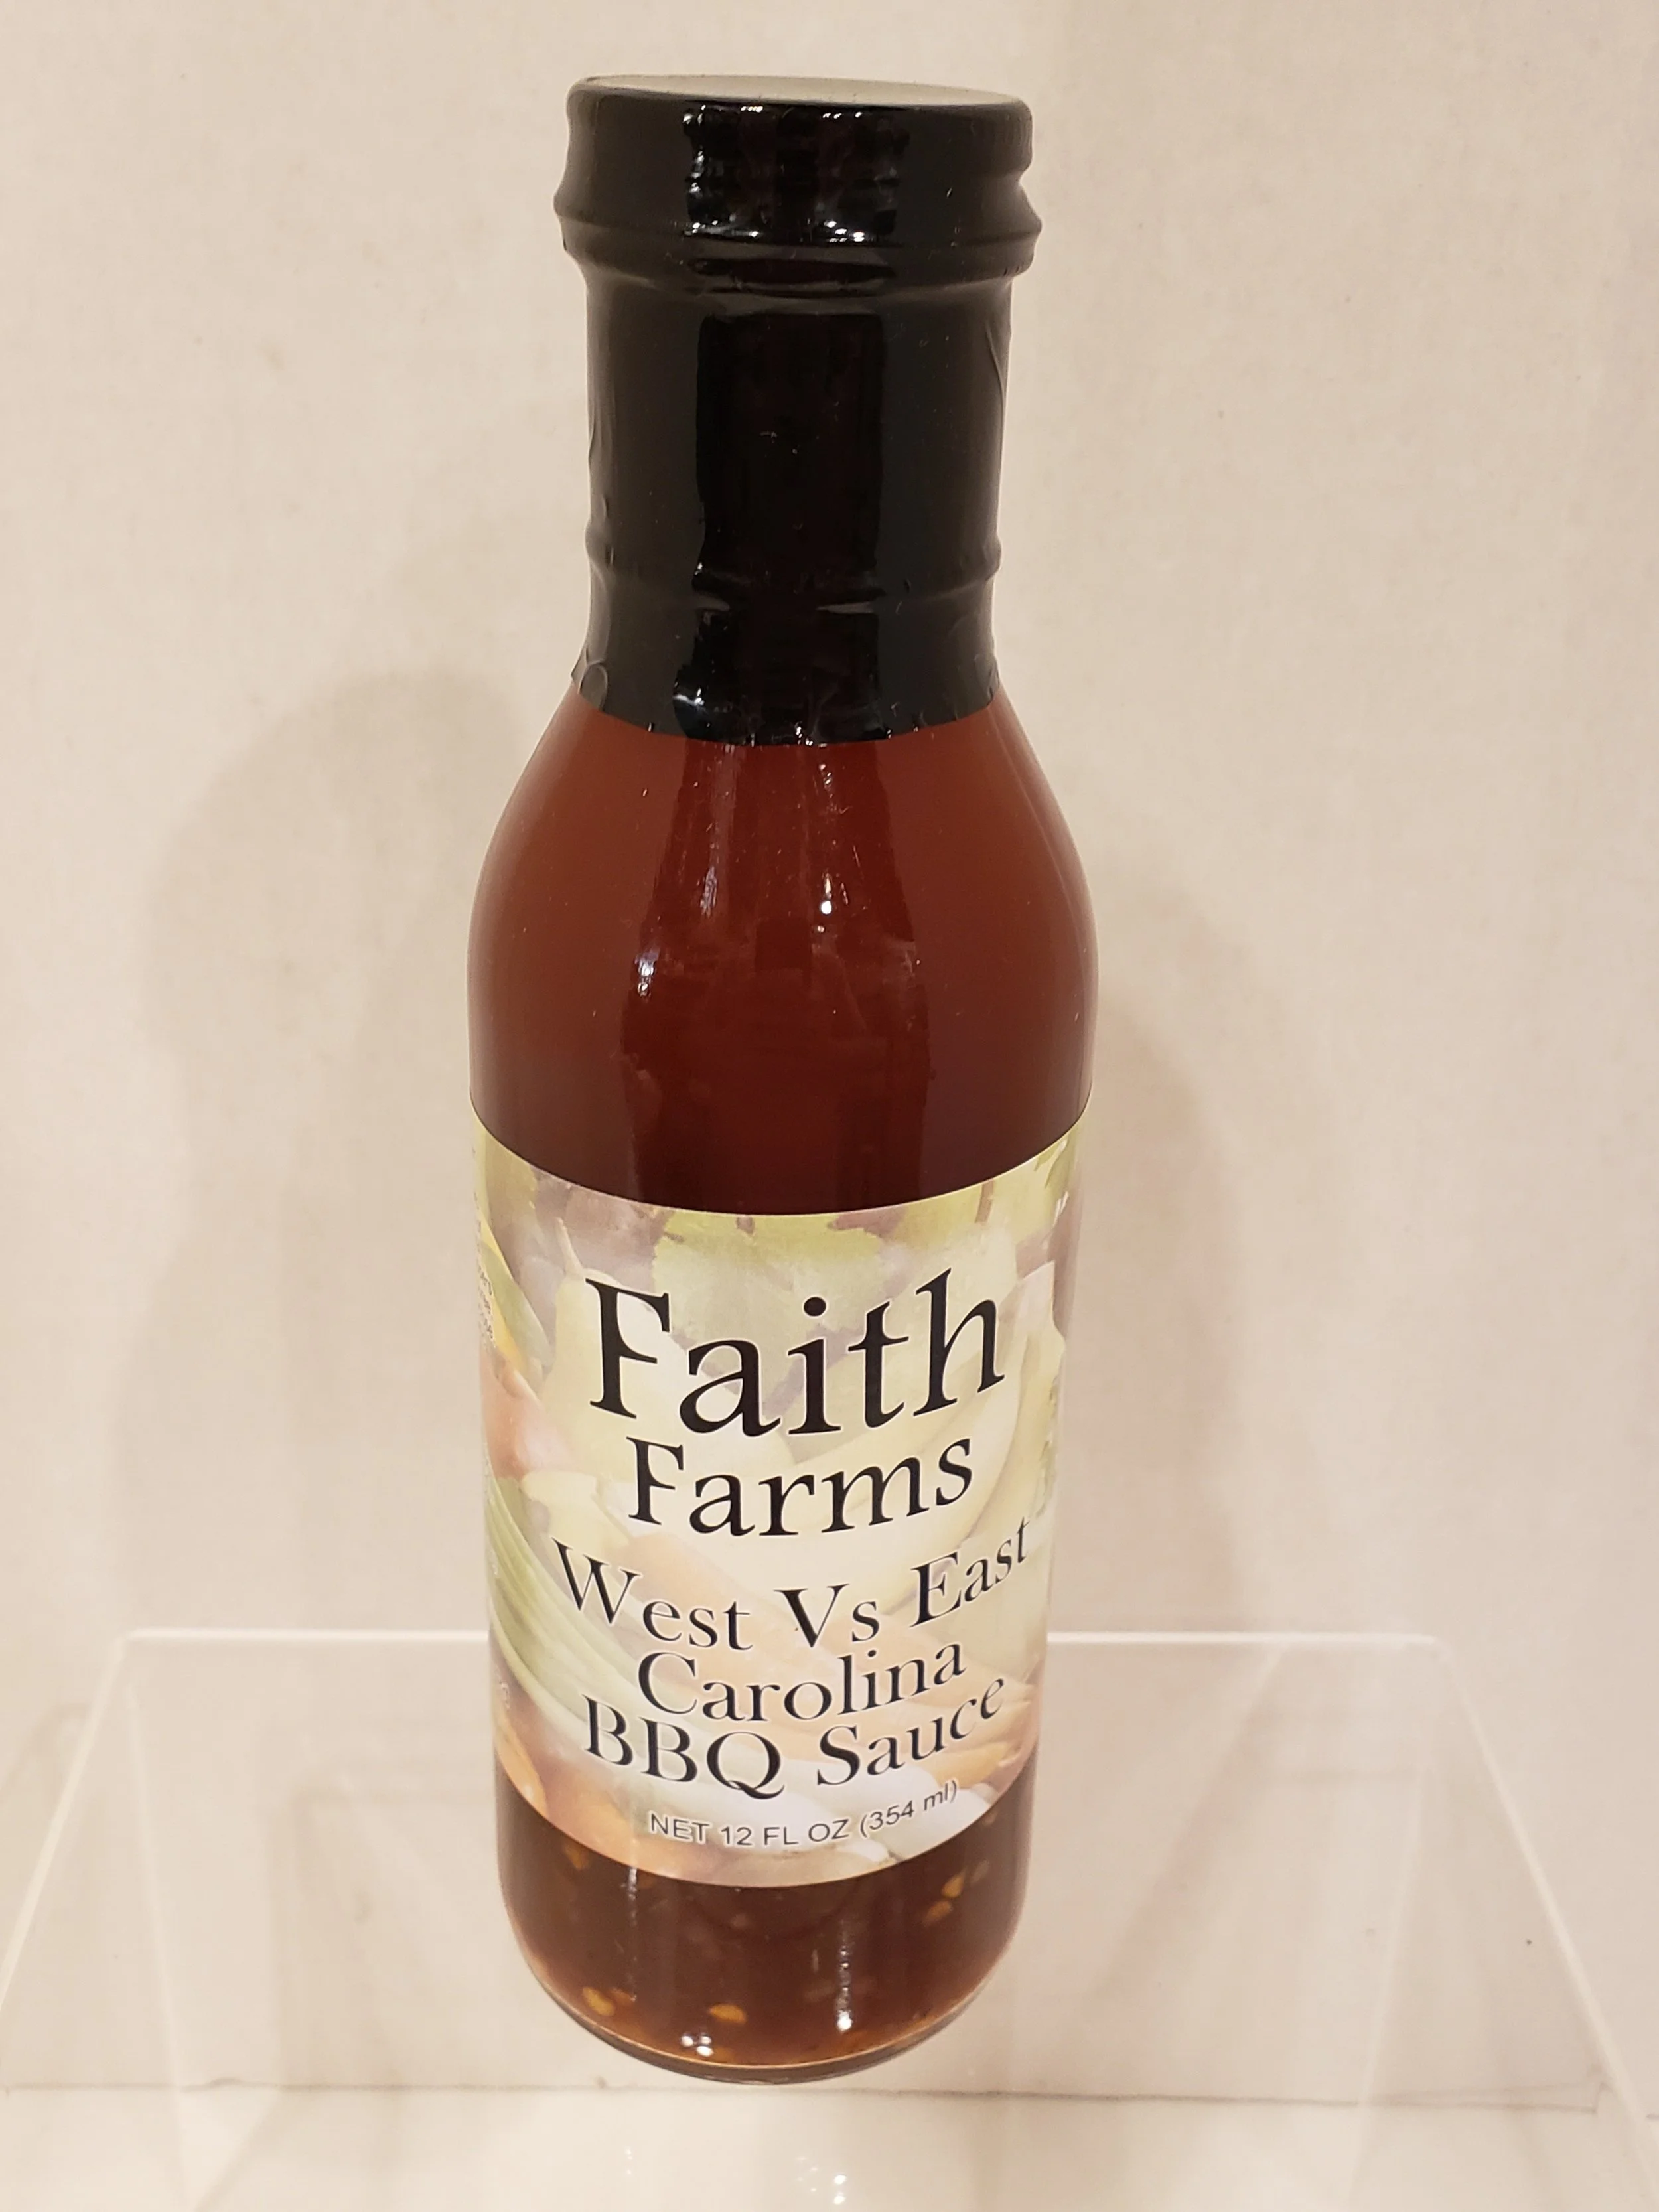 Faith
Farms
West Vs East
Carolina
BBQ Sauce
NET 12 FL OZ (354 ml)